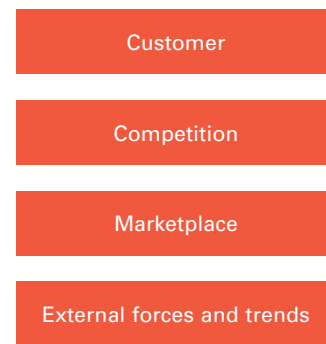 Customer
Competition
Marketplace
External forces and trends